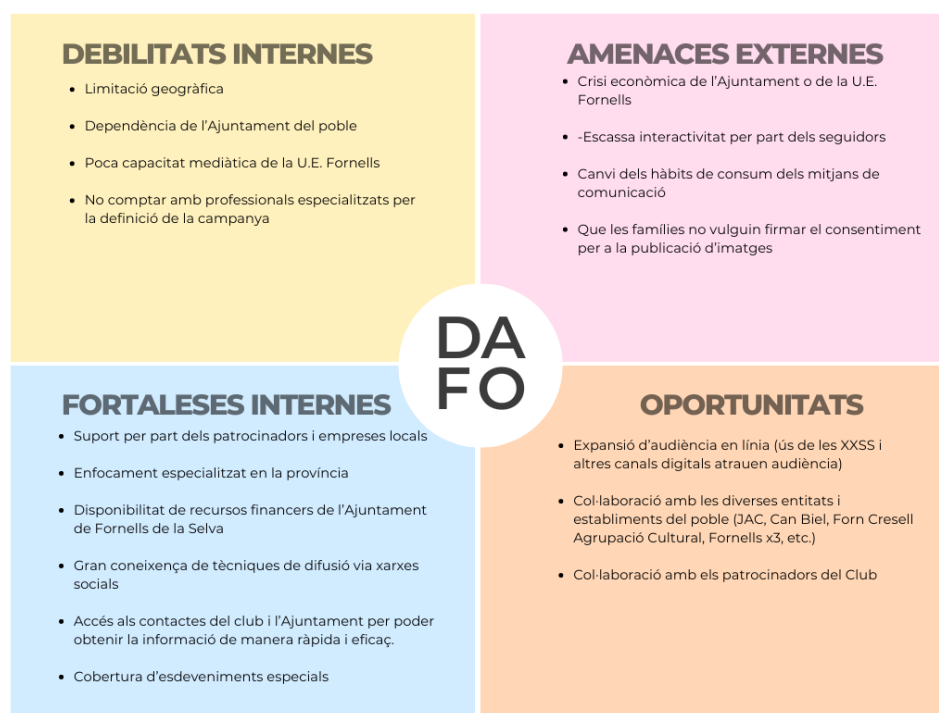 DEBILITATS INTERNES
• Limitació geogràfica
• Dependència de l'Ajuntament del poble
• Poca capacitat mediàtica de la U.E. Fornells
• No comptar amb professionals especialitzats per
la definició de la campanya
AMENACES EXTERNES
• Crisi econòmica de l'Ajuntament o de la U.E.
Fornells
• -Escassa interactivitat per part dels seguidors
• Canvi dels hàbits de consum dels mitjans de
comunicació
• Que les famílies no vulguin firmar el consentiment
per a la publicació d'imatges
DA
FO
FORTALESES INTERNES
• Suport per part dels patrocinadors i empreses locals
• Enfocament especialitzat en la província
• Disponibilitat de recursos financers de l'Ajuntament
de Fornells de la Selva
• Gran coneixença de tècniques de difusió via xarxes
socials
• Accés als contactes del club i l'Ajuntament per poder
obtenir la informació de manera ràpida i eficaç.
• Cobertura d'esdeveniments especials
OPORTUNITATS
• Expansió d'audiència en línia (ús de les XXSS i
altres canals digitals atrauen audiència)
• Col·laboració amb les diverses entitats i
establiments del poble (JAC, Can Biel, Forn Cresell
Agrupació Cultural, Fornells x3, etc.)
• Col·laboració amb els patrocinadors del Club